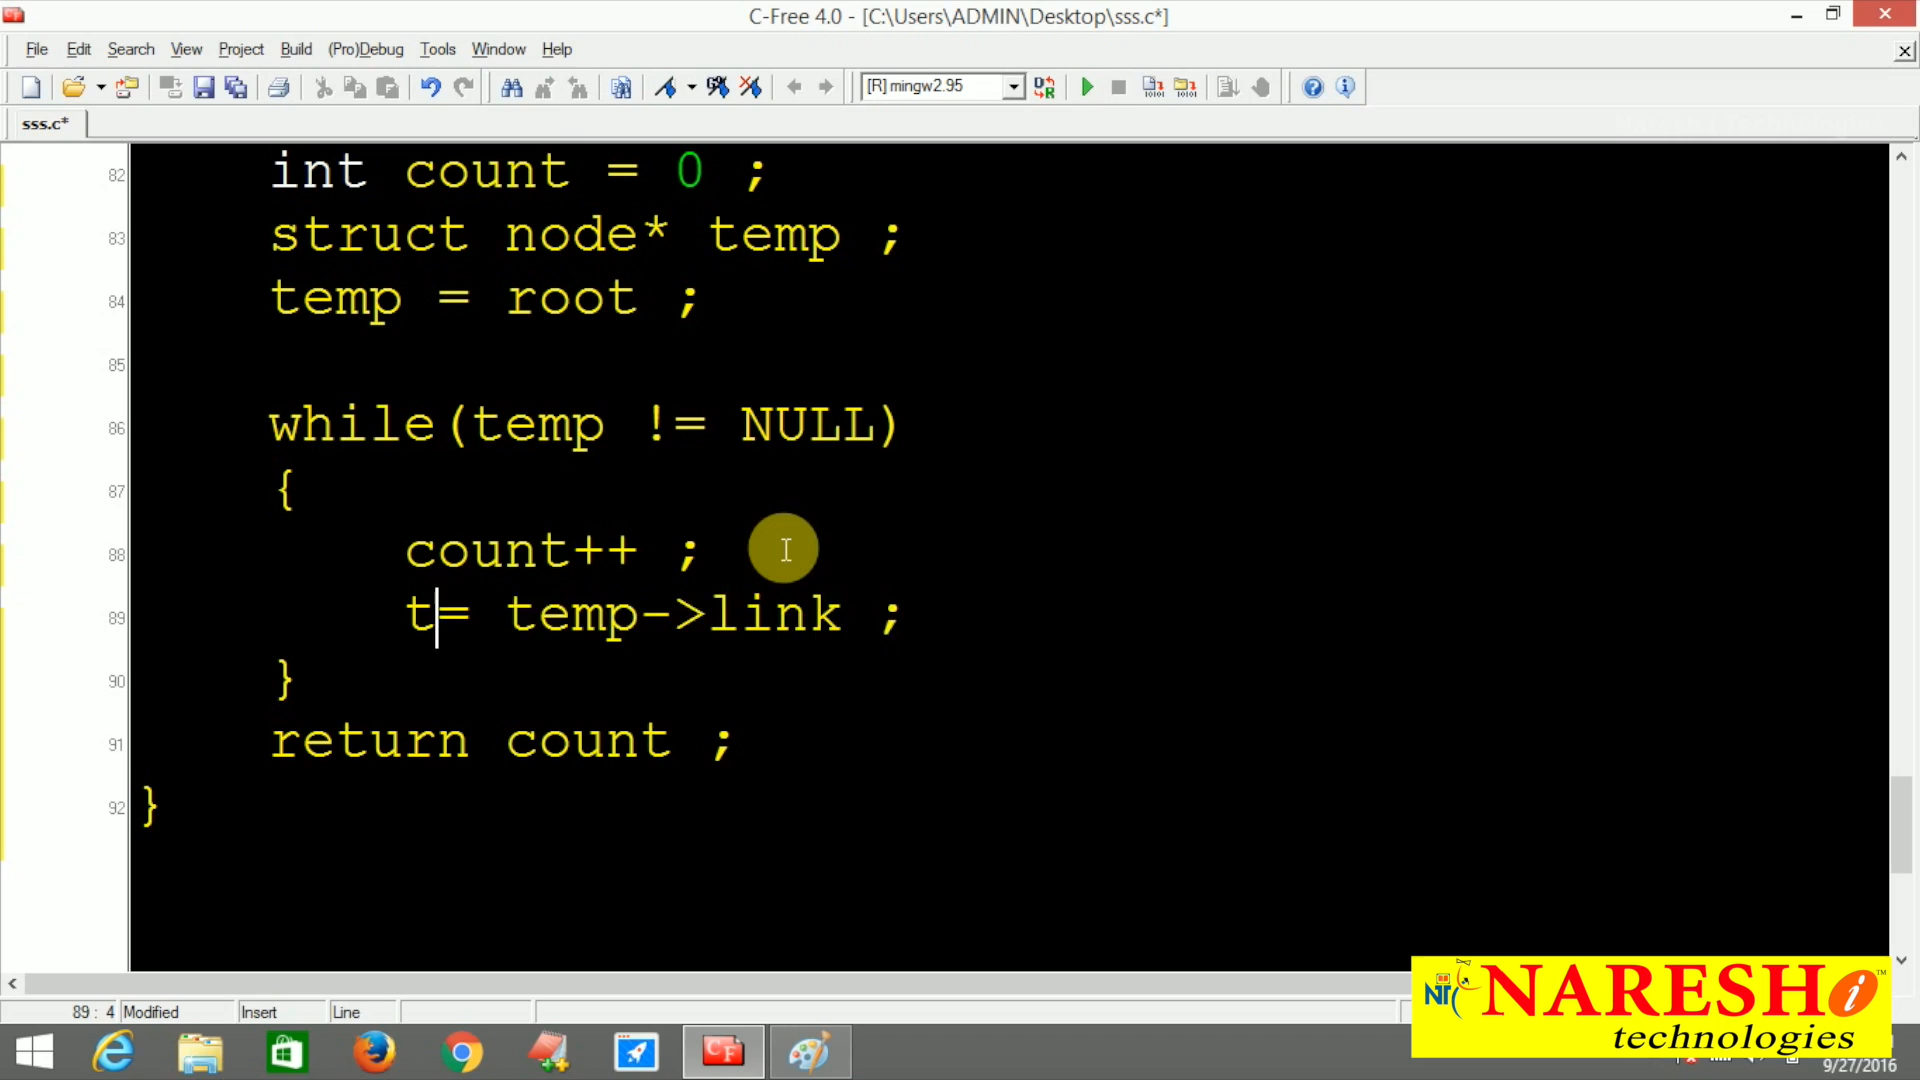 C-Free 4.0 - [C:\Users\ADMIN\Desktop\sss.c*]
File Edit Search View Project Build (Pro)Debug Tools Window Help
[R] mingw2.95
sss.c*
82 int count = 0 ;
83 struct node* temp ;
84 temp = root ;
85
86 while(temp != NULL)
87 {
88 count++ ;
89 t= temp->link ;
90 }
91 return count ;
92 }
89 : 4 Modified Insert Line
NARESH i ™
technologies
9/27/2016